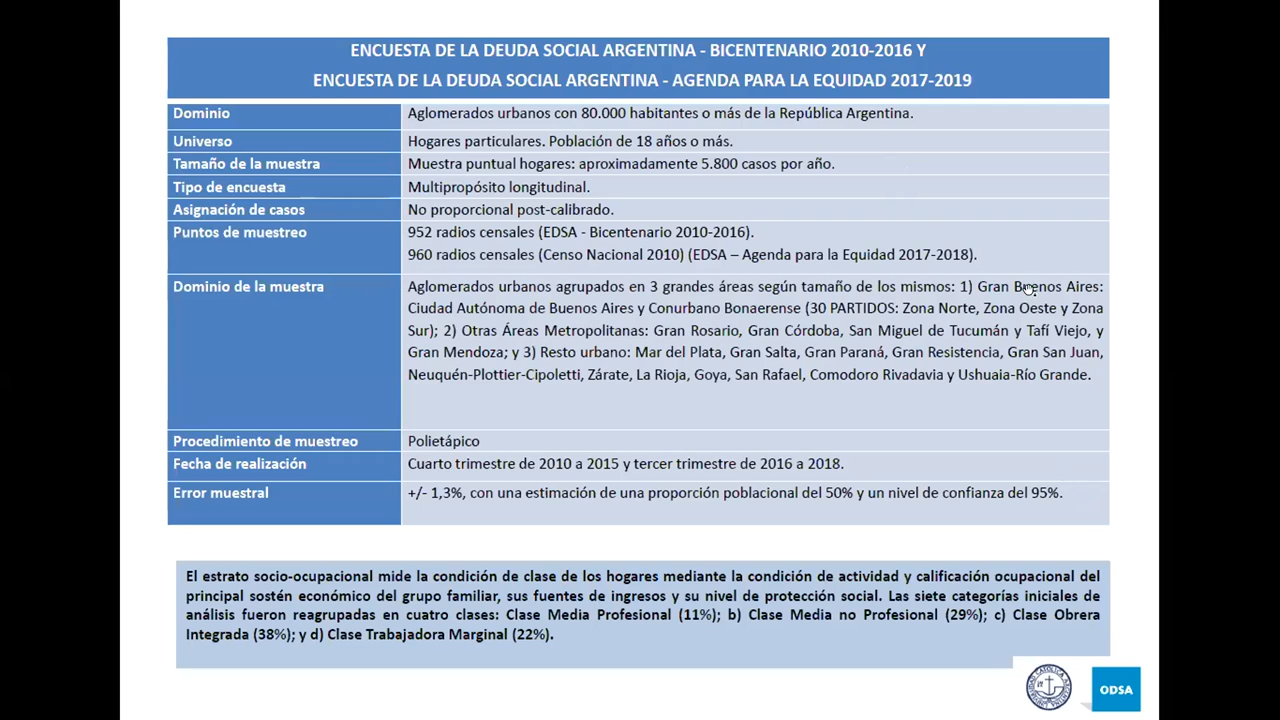 ENCUESTA DE LA DEUDA SOCIAL ARGENTINA - BICENTENARIO 2010-2016 Y
ENCUESTA DE LA DEUDA SOCIAL ARGENTINA - AGENDA PARA LA EQUIDAD 2017-2019
Dominio
Aglomerados urbanos con 80.000 habitantes o más de la República Argentina.
Universo
Hogares particulares. Población de 18 años o más.
Tamaño de la muestra
Muestra puntual hogares: aproximadamente 5.800 casos por año.
Tipo de encuesta
Multipropósito longitudinal.
Asignación de casos
No proporcional post-calibrado.
Puntos de muestreo
952 radios censales (EDSA - Bicentenario 2010-2016).
960 radios censales (Censo Nacional 2010) (EDSA – Agenda para la Equidad 2017-2018).
Dominio de la muestra
Aglomerados urbanos agrupados en 3 grandes áreas según tamaño de los mismos: 1) Gran Buenos Aires:
Ciudad Autónoma de Buenos Aires y Conurbano Bonaerense (30 PARTIDOS: Zona Norte, Zona Oeste y Zona
Sur); 2) Otras Áreas Metropolitanas: Gran Rosario, Gran Córdoba, San Miguel de Tucumán y Tafí Viejo, y
Gran Mendoza; y 3) Resto urbano: Mar del Plata, Gran Salta, Gran Paraná, Gran Resistencia, Gran San Juan,
Neuquén-Plottier-Cipoletti, Zárate, La Rioja, Goya, San Rafael, Comodoro Rivadavia y Ushuaia-Río Grande.
Procedimiento de muestreo
Polietápico
Fecha de realización
Cuarto trimestre de 2010 a 2015 y tercer trimestre de 2016 a 2018.
Error muestral
+/- 1,3%, con una estimación de una proporción poblacional del 50% y un nivel de confianza del 95%.
El estrato socio-ocupacional mide la condición de clase de los hogares mediante la condición de actividad y calificación ocupacional del
principal sostén económico del grupo familiar, sus fuentes de ingresos y su nivel de protección social. Las siete categorías iniciales de
análisis fueron reagrupadas en cuatro clases: Clase Media Profesional (11%); b) Clase Media no Profesional (29%); c) Clase Obrera
Integrada (38%); y d) Clase Trabajadora Marginal (22%).
ODSA